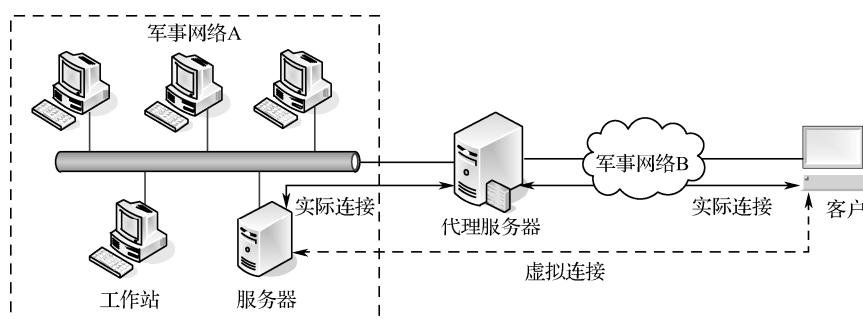 军事网络A
军事网络B
实际连接
代理服务器
实际连接
客户
虚拟连接
工作站
服务器